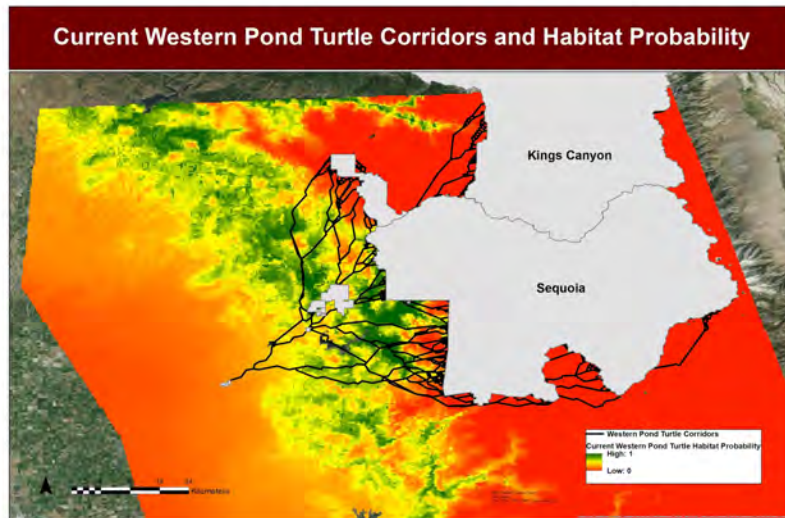 Current Western Pond Turtle Corridors and Habitat Probability
Kings Canyon
Sequoia
Western Pond Turtle Corridors
Current Western Pond Turtle Habitat Probability
High: 1
Low: 0
Kilometers